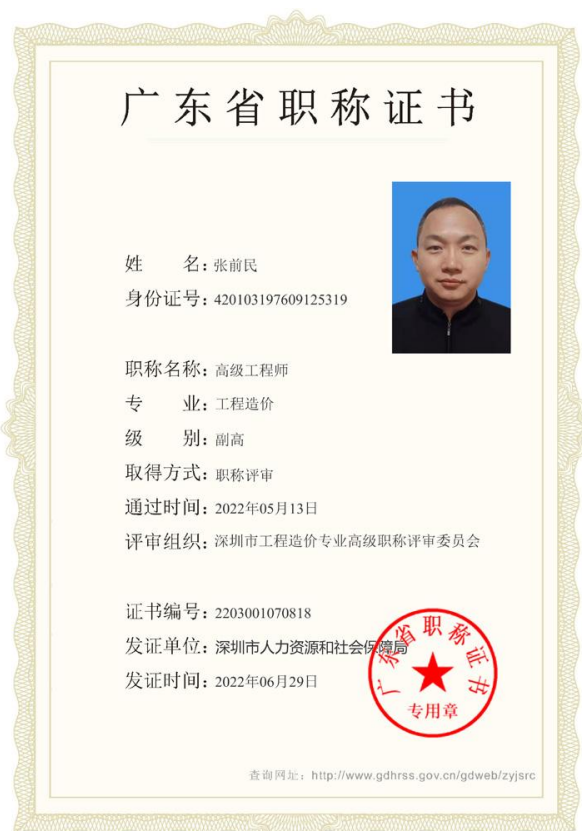 广东省职称证书
姓 名：张前民
身份证号：420103197609125319
职称名称：高级工程师
专 业：工程造价
级 别：副高
取得方式：职称评审
通过时间：2022年05月13日
评审组织：深圳市工程造价专业高级职称评审委员会
证书编号：2203001070818
发证单位：深圳市人力资源和社会保障局
发证时间：2022年06月29日
广东省职称证书
专用章
查询网址：http://www.gdhrss.gov.cn/gdweb/zyjsrc